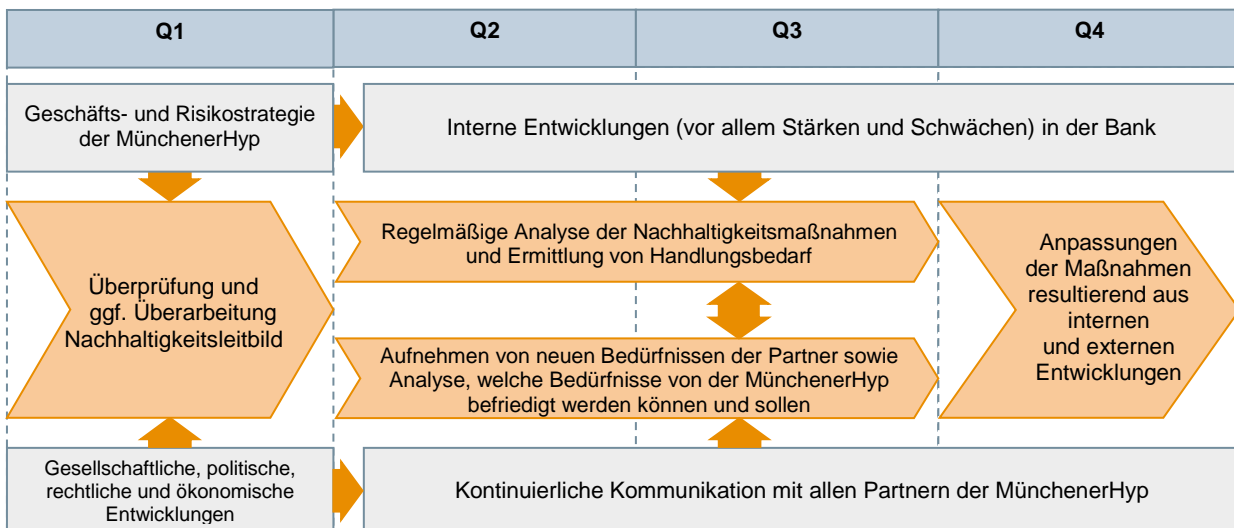 Q1
Q2
Q3
Q4
Geschäfts- und Risikostrategie
der MünchenerHyp
Interne Entwicklungen (vor allem Stärken und Schwächen) in der Bank
Überprüfung und
ggf. Überarbeitung
Nachhaltigkeitsleitbild
Regelmäßige Analyse der Nachhaltigkeitsmaßnahmen
und Ermittlung von Handlungsbedarf
Aufnehmen von neuen Bedürfnissen der Partner sowie
Analyse, welche Bedürfnisse von der MünchenerHyp
befriedigt werden können und sollen
Anpassungen
der Maßnahmen
resultierend aus
internen
und externen
Entwicklungen
Gesellschaftliche, politische,
rechtliche und ökonomische
Entwicklungen
Kontinuierliche Kommunikation mit allen Partnern der MünchenerHyp